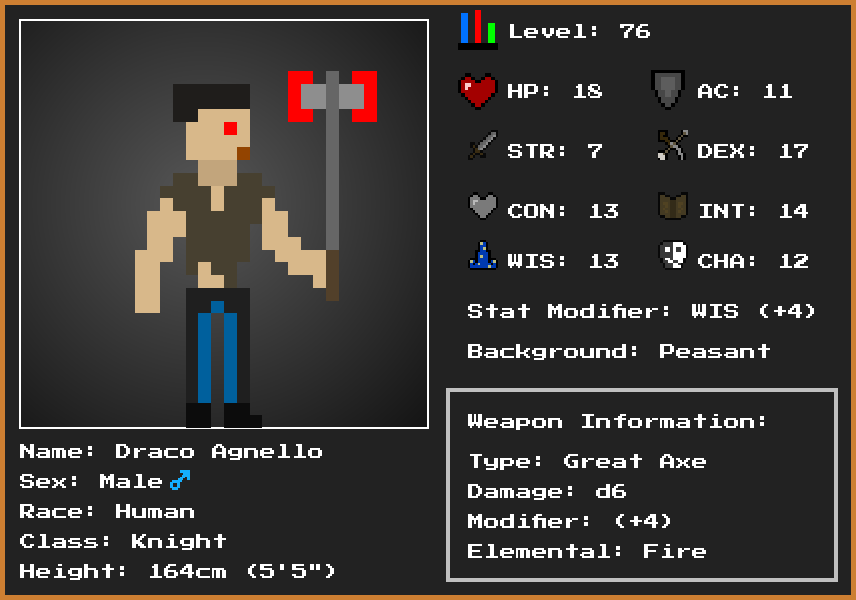 Level: 76
HP: 18
AC: 11
STR: 7
DEX: 17
CON: 13
INT: 14
WIS: 13
CHA: 12
Stat Modifier: WIS (+4)
Background: Peasant
Weapon Information:
Type: Great Axe
Damage: d6
Modifier: (+4)
Elemental: Fire
Name: Draco Agnello
Sex: Male♂
Race: Human
Class: Knight
Height: 164cm (5'5")